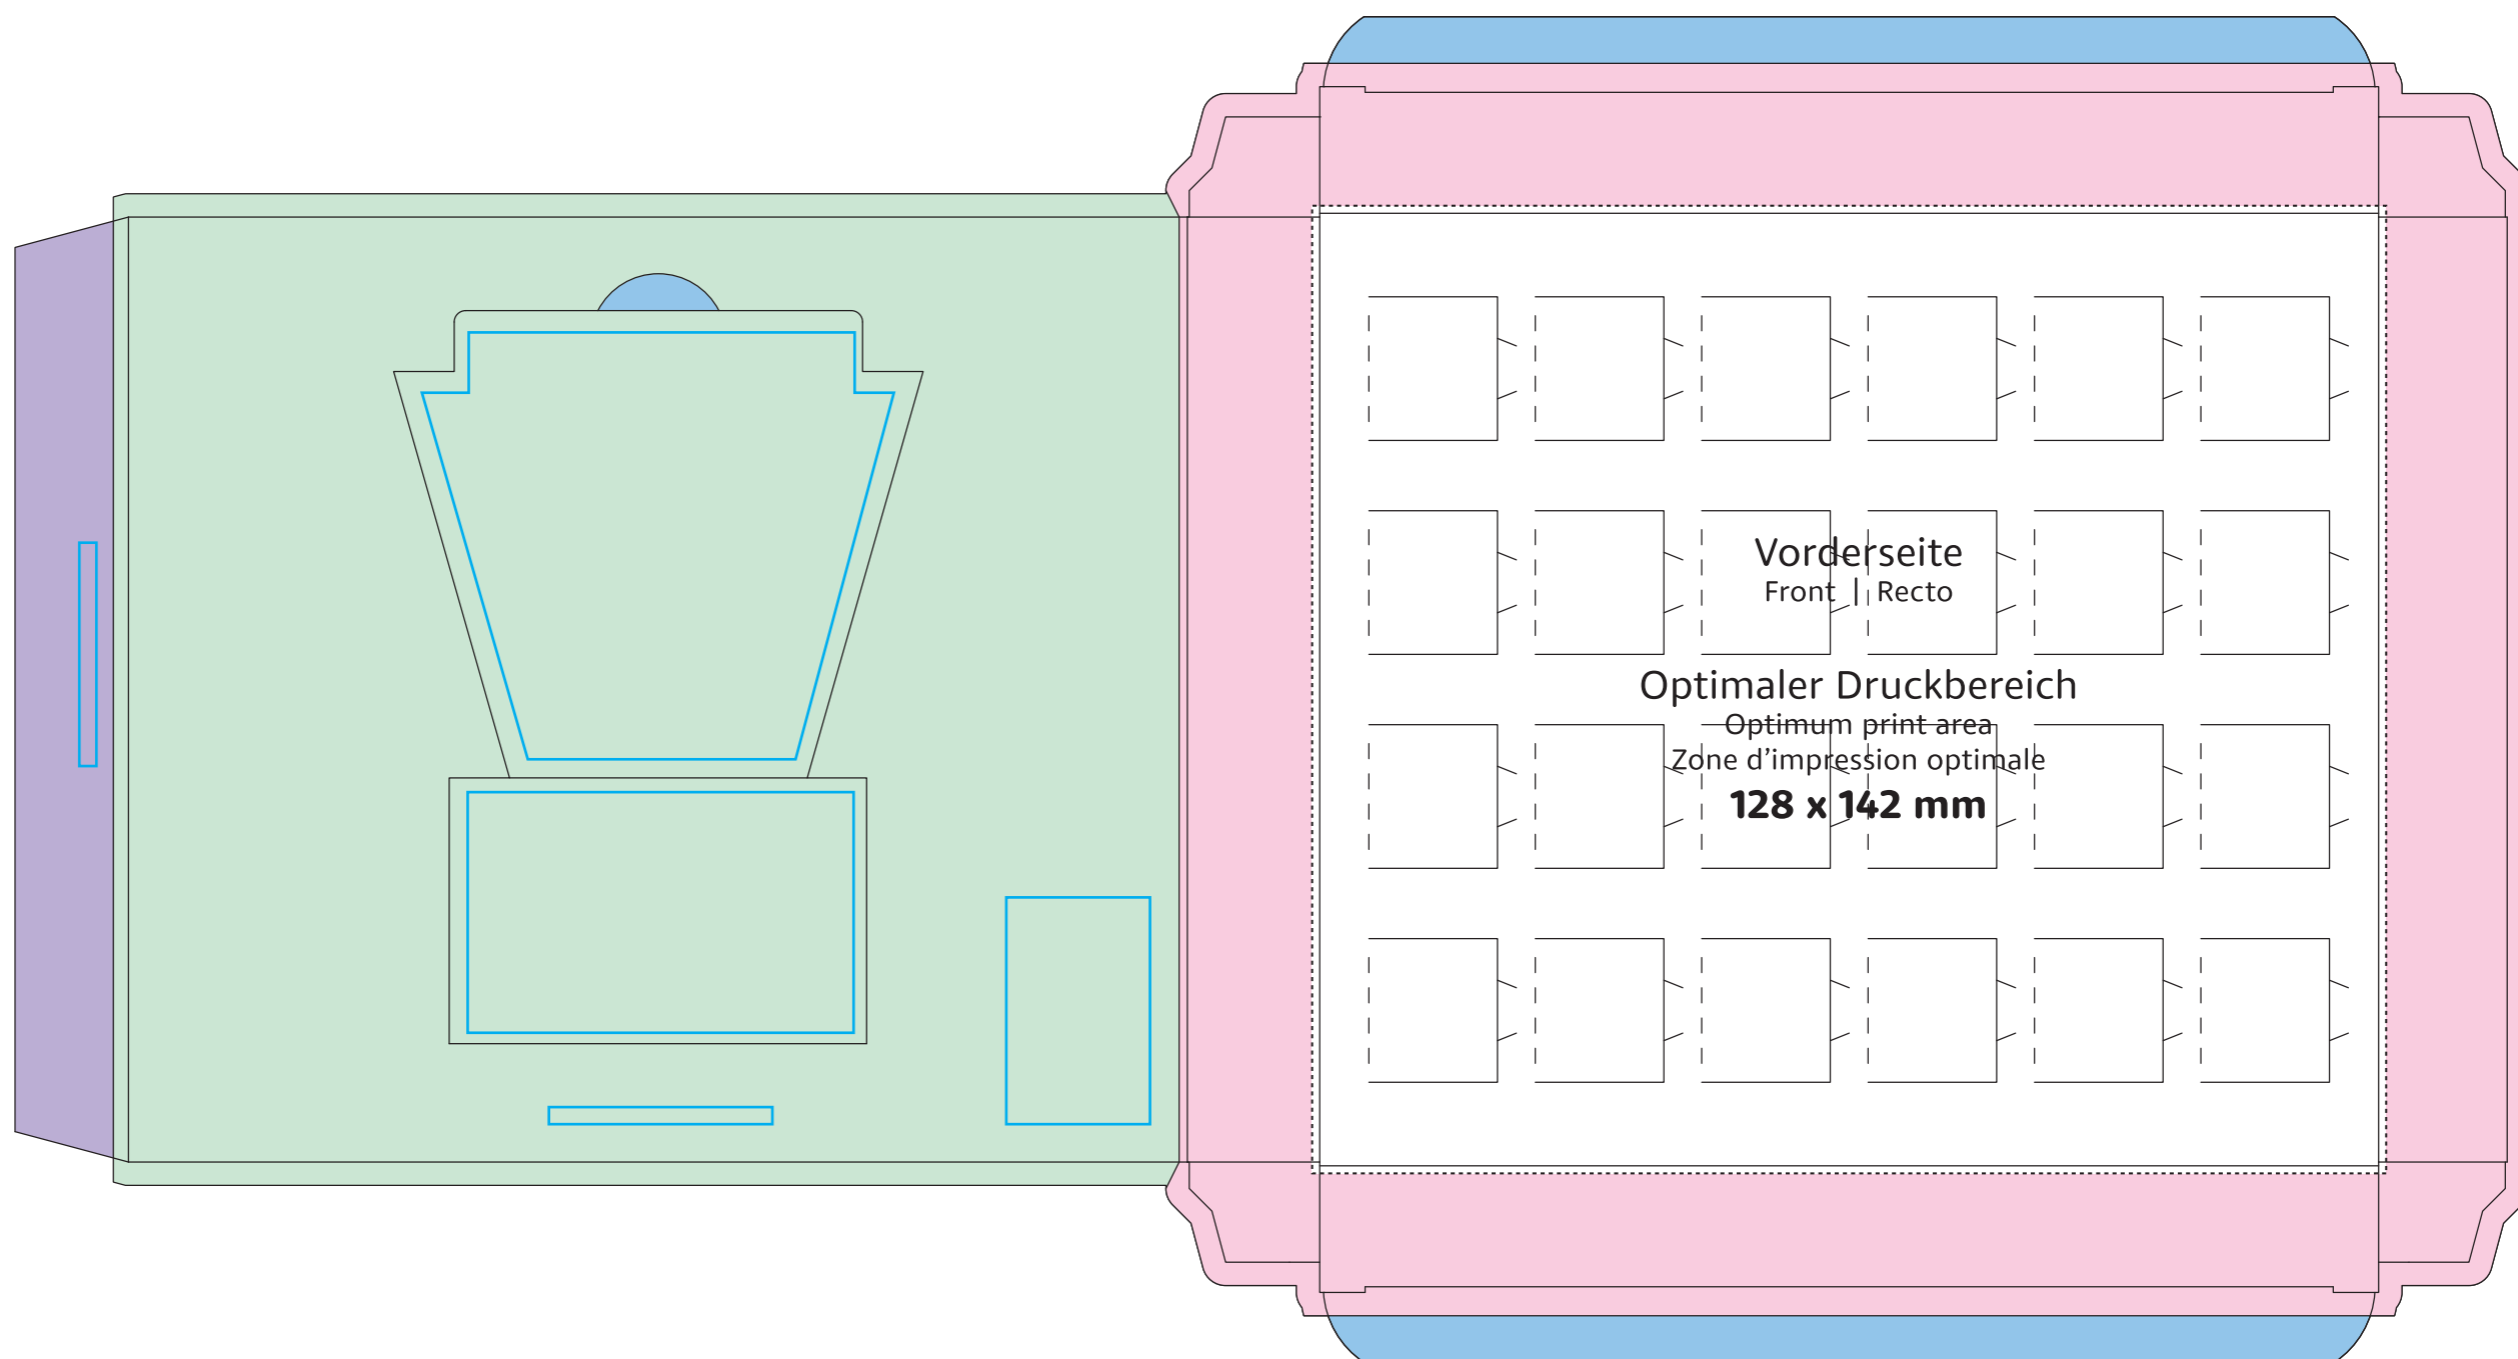 Vorderseite
Front | Recto
Optimaler Druckbereich
Optimum print area
Zone d’impression optimale
128 x 142 mm